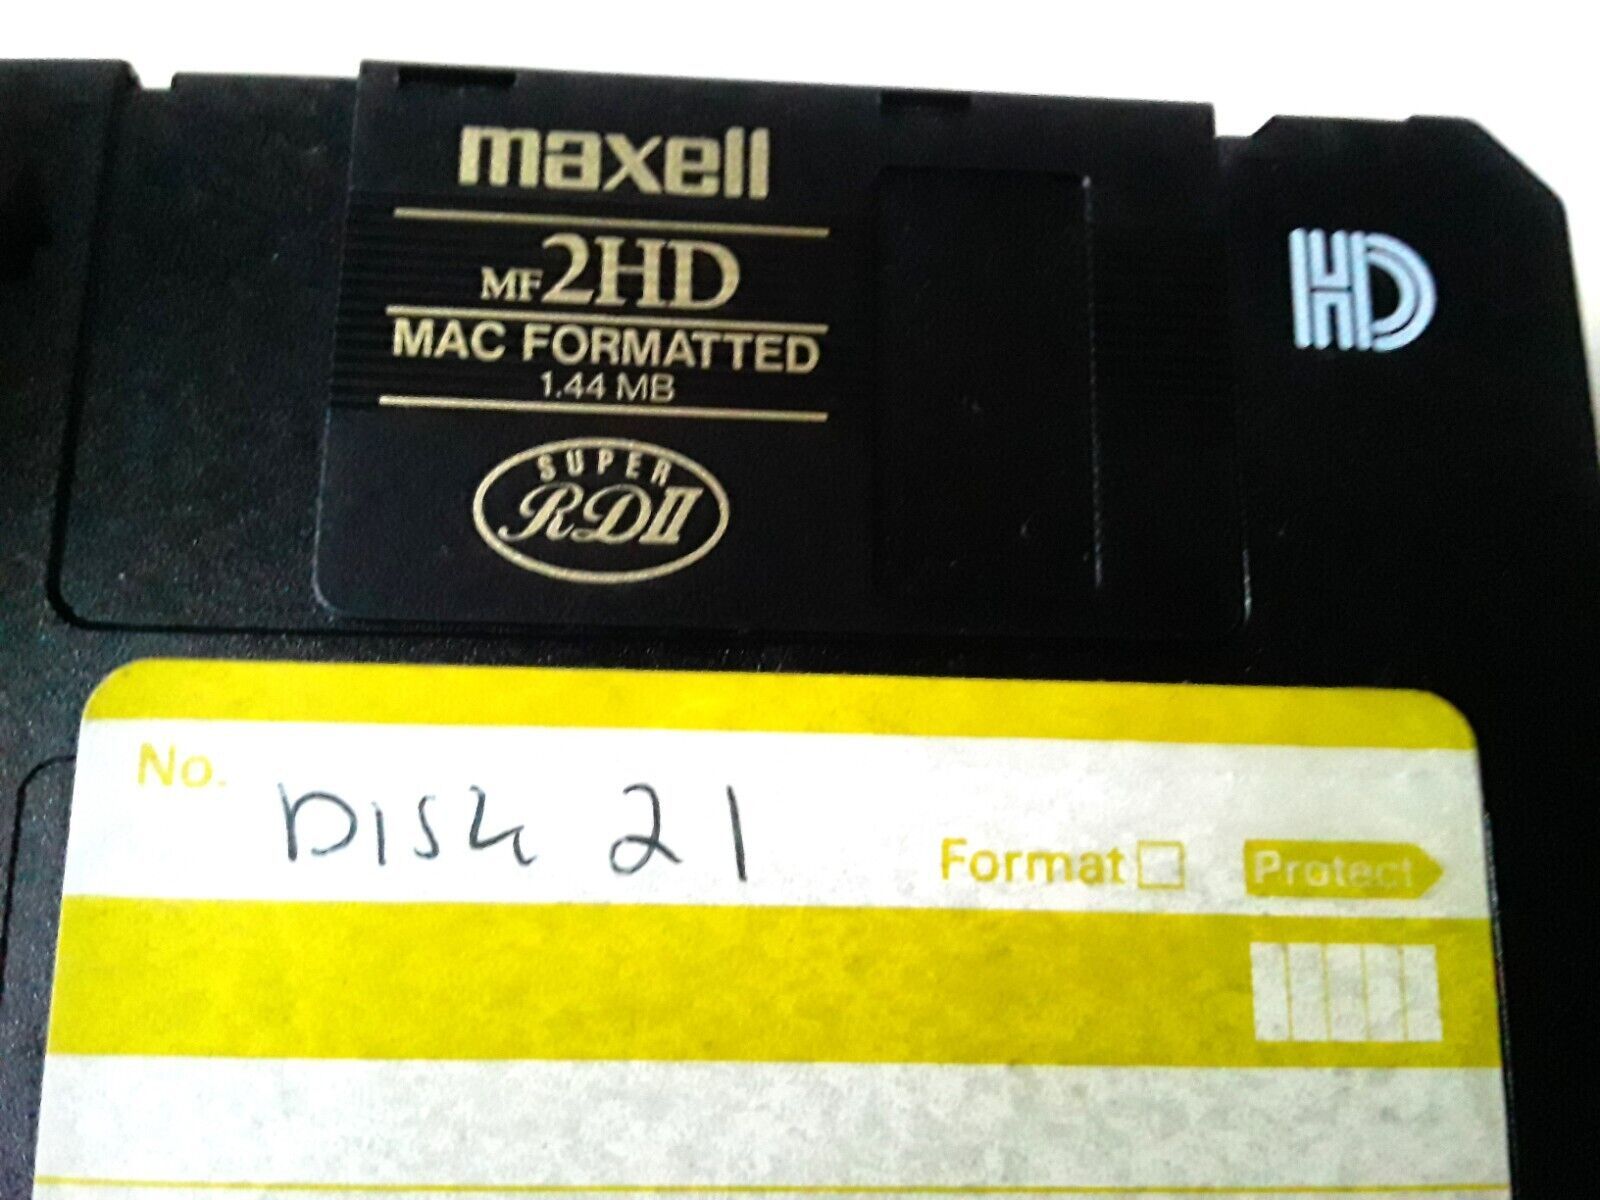 maxell
MF2HD
MAC FORMATTED
1.44 MB
SUPER
RDII
HD
No. DISK 21
Format Protect